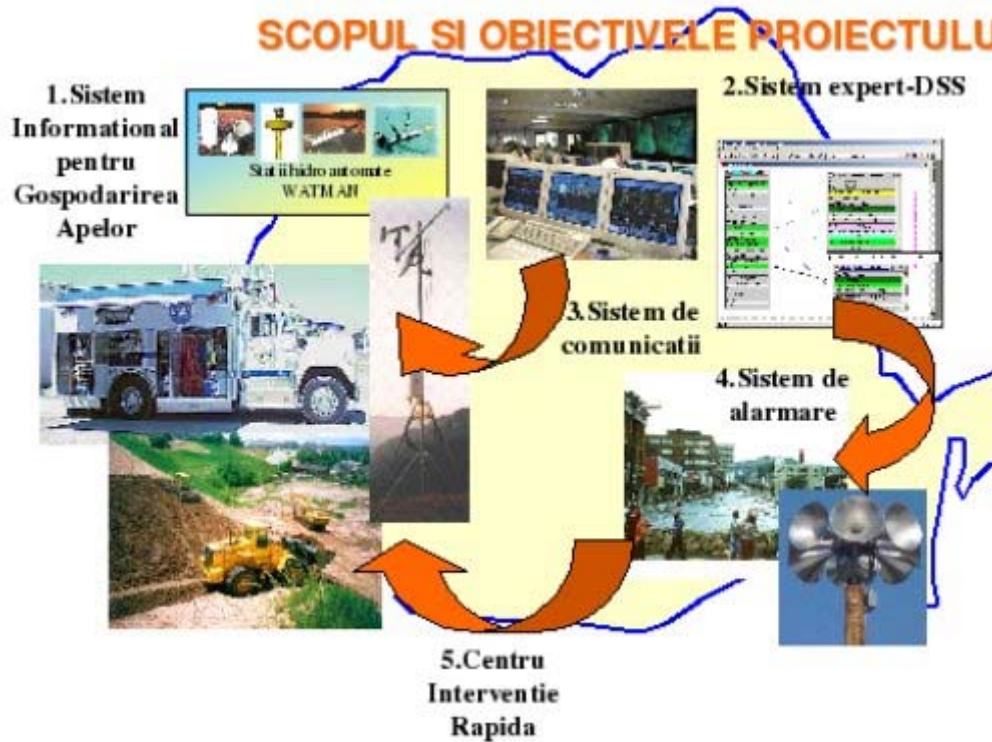 SCOPUL SI OBIECTIVELE PROIECTULU
1.Sistem
Informational
pentru
Gospodarirea
Apelor
Statii hidro automate
WATMAN
2.Sistem expert-DSS
3.Sistem de
comunicatii
4.Sistem de
alarmare
5.Centru
Interventie
Rapida